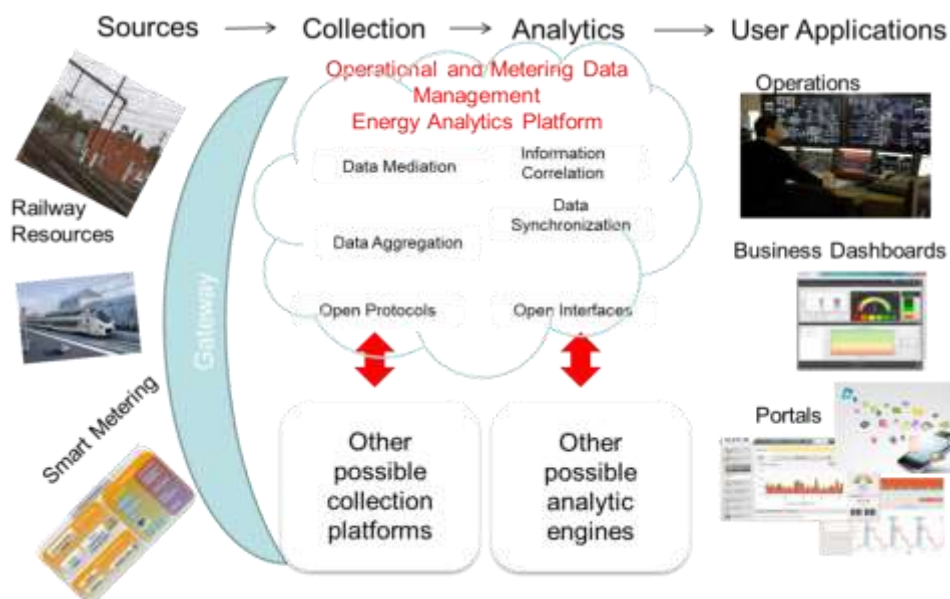 Sources
Collection
Analytics
User Applications
Operational and Metering Data
Management
Energy Analytics Platform
Data Mediation
Information
Correlation
Data
Synchronization
Data Aggregation
Open Protocols
Open Interfaces
Railway
Resources
Smart Metering
Gateway
Other
possible
collection
platforms
Other
possible
analytic
engines
Operations
Business Dashboards
Portals